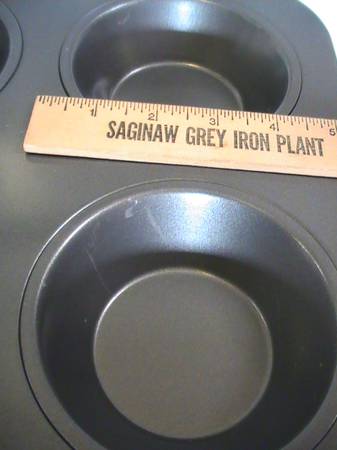 1 2 3 4 5
SAGINAW GREY IRON PLANT